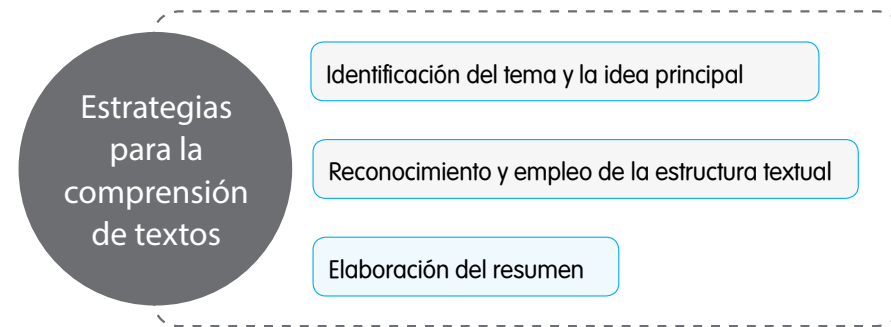 Estrategias
para la
comprensión
de textos
Identificación del tema y la idea principal
Reconocimiento y empleo de la estructura textual
Elaboración del resumen